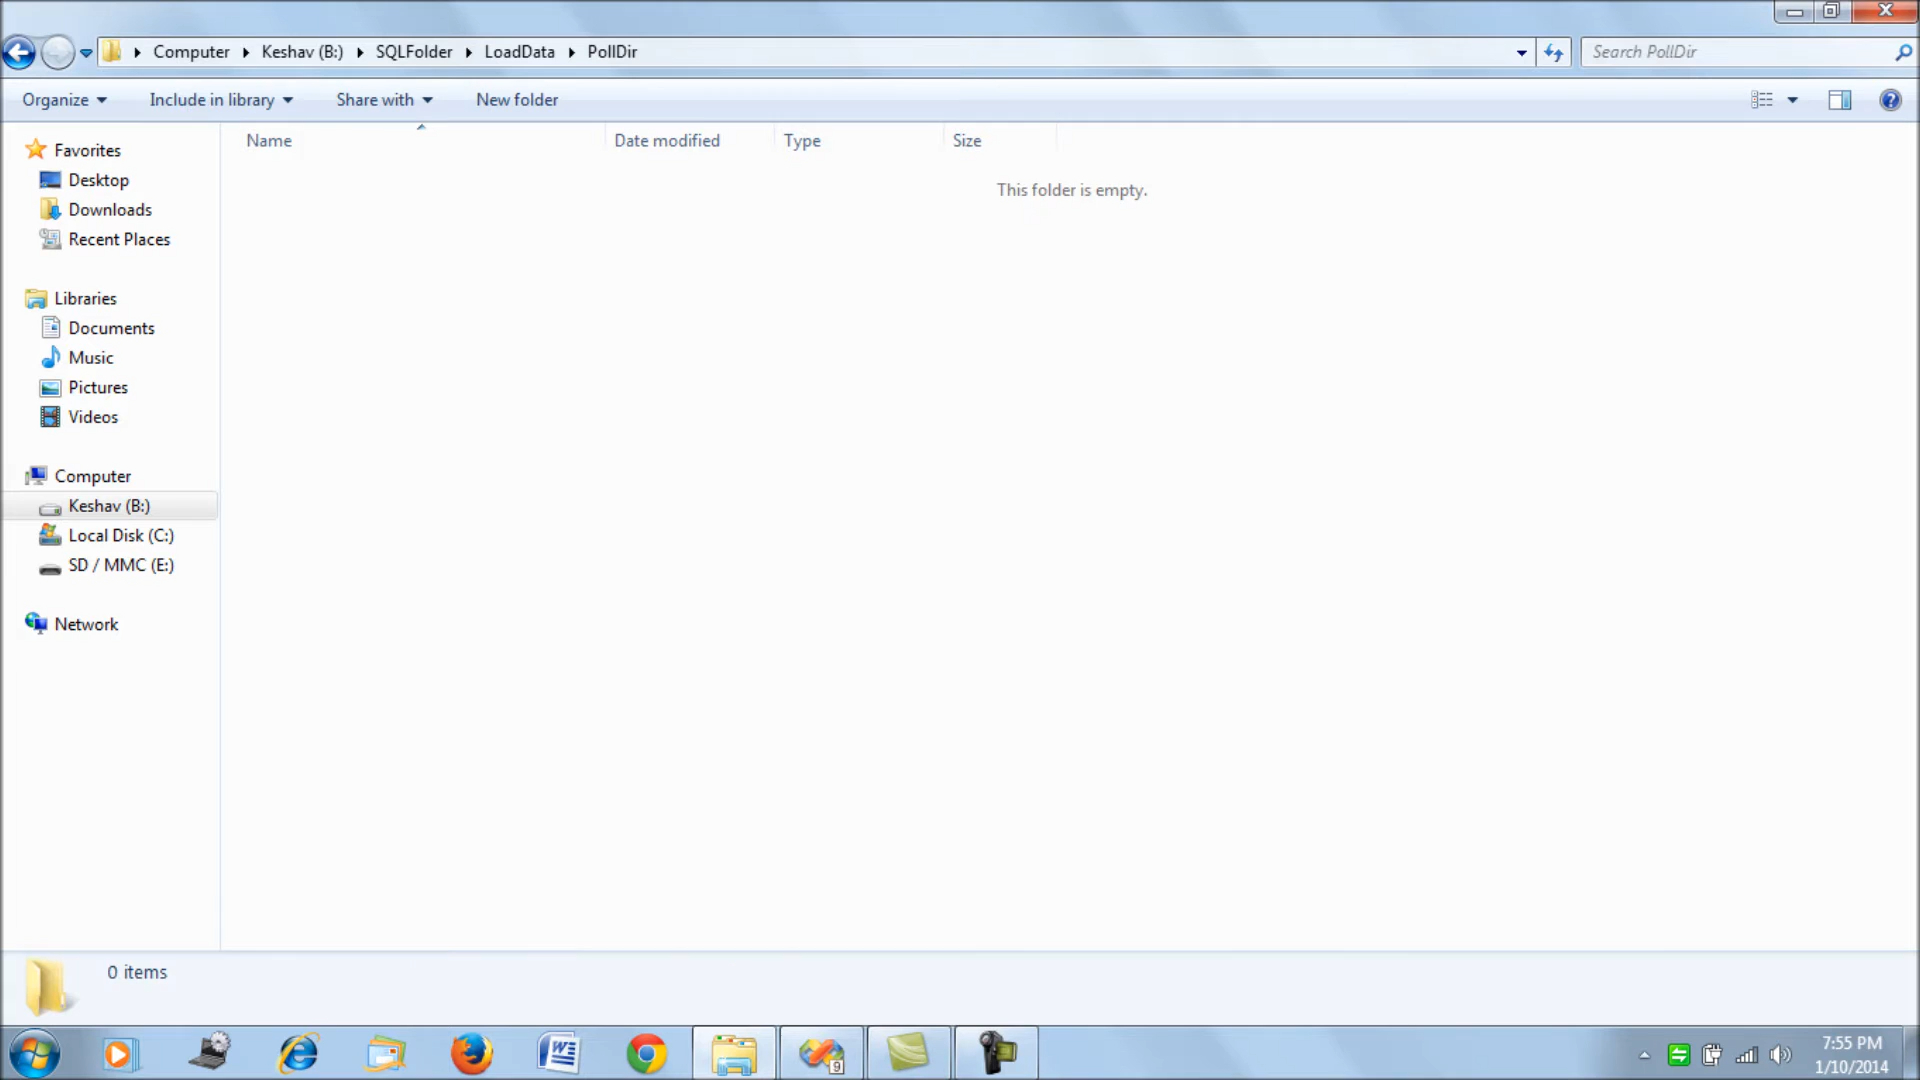 Computer Keshav (B:) SQLFolder LoadData PollDir
Search PollDir
Organize Include in library Share with New folder
Name Date modified Type Size
This folder is empty.
Favorites
Desktop
Downloads
Recent Places
Libraries
Documents
Music
Pictures
Videos
Computer
Keshav (B:)
Local Disk (C:)
SD / MMC (E:)
Network
0 items
9
7:55 PM
1/10/2014